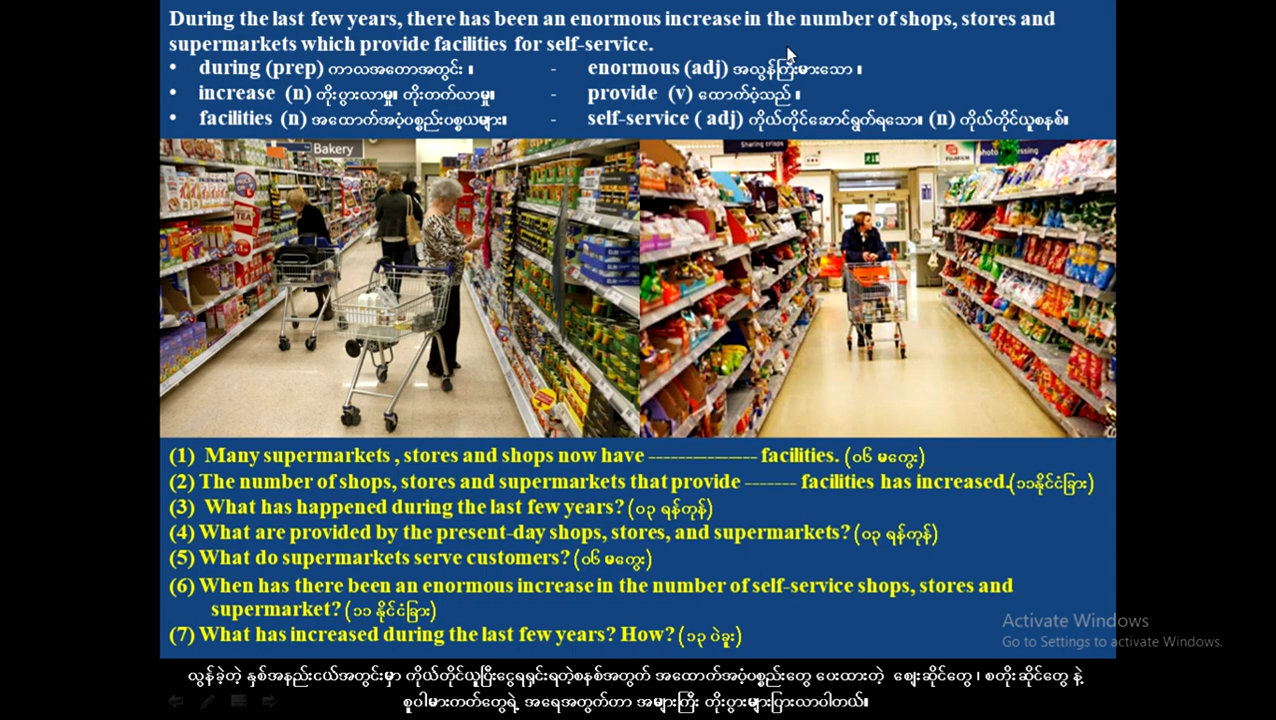 During the last few years, there has been an enormous increase in the number of shops, stores and
supermarkets which provide facilities for self-service.
• during (prep) ကာလအတောအတွင်း ။ - enormous (adj) အလွန်ကြီးမားသော ။
• increase (n) တိုးပွားလာမှု။ တိုးတက်လာမှု။ - provide (v) ထောက်ပံ့သည် ။
• facilities (n) အထောက်အပံ့ပစ္စည်းပစ္စယများ။ - self-service ( adj) ကိုယ်တိုင်ဆောင်ရွက်ရသော။ (n) ကိုယ်တိုင်ယူစနစ်။
Bakery
Sharing crisps
FUJIFILM
TEA
(1) Many supermarkets , stores and shops now have ---------------- facilities. (၀၆ မကွေး)
(2) The number of shops, stores and supermarkets that provide ------- facilities has increased.(၁၁နိုင်ငံခြား)
(3) What has happened during the last few years? (၀၃ ရန်ကုန်)
(4) What are provided by the present-day shops, stores, and supermarkets? (၀၃ ရန်ကုန်)
(5) What do supermarkets serve customers? (၀၆ မကွေး)
(6) When has there been an enormous increase in the number of self-service shops, stores and
supermarket? (၁၁ နိုင်ငံခြား)
(7) What has increased during the last few years? How? (၁၃ ဝဲခူး)
Activate Windows
Go to Settings to activate Windows.
လွန်ခဲ့တဲ့ နှစ်အနည်းငယ်အတွင်းမှာ ကိုယ်တိုင်ယူပြီးငွေရရှင်းရတဲ့စနစ်အတွက် အထောက်အပံ့ပစ္စည်းတွေ ပေးထားတဲ့ ဈေးဆိုင်တွေ ၊ စတိုးဆိုင်တွေ နဲ့
စူပါမားကတ်တွေရဲ့ အရေအတွက်ဟာ အများကြီး တိုးပွားများပြားလာပါတယ်။